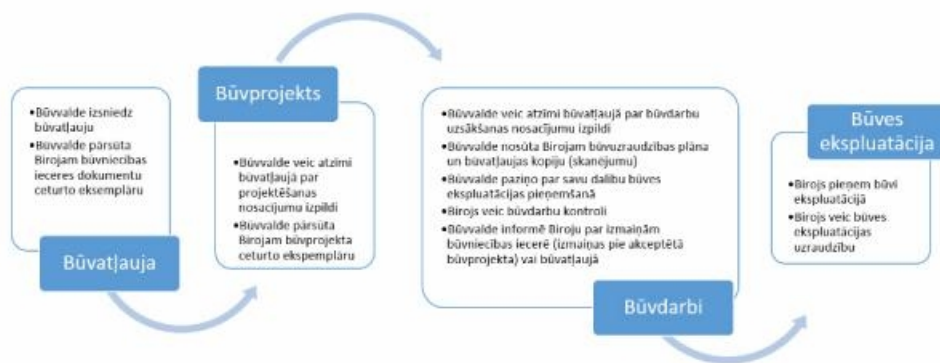 •Būvvalde izsniedz
būvatļauju
•Būvvalde pārsūta
Birojam būvniecības
ieceres dokumentu
ceturto eksemplāru
Būvatļauja
Būvprojekts
•Būvvalde veic atzīmi
būvatļaujā par
projektēšanas
nosacījumu izpildi
•Būvvalde pārsūta
Birojam būvprojekta
ceturto ekspemplāru
•Būvvalde veic atzīmi būvatļaujā par būvdarbu
uzsākšanas nosacījumu izpildi
•Būvvalde nosūta Birojam būvuzraudzības plāna
un būvatļaujas kopiju (skanējumu)
•Būvvalde paziņo par savu dalību būves
ekspluatācijas pieņemšanā
•Birojs veic būvdarbu kontroli
•Būvvalde informē Biroju par izmaiņām
būvniecības iecerē (izmaiņas pie akceptētā
būvprojekta) vai būvatļaujā
Būvdarbi
Būves
ekspluatācija
•Birojs pieņem būvi
ekspluatācijā
•Birojs veic būves
ekspluatācijas
uzraudzību